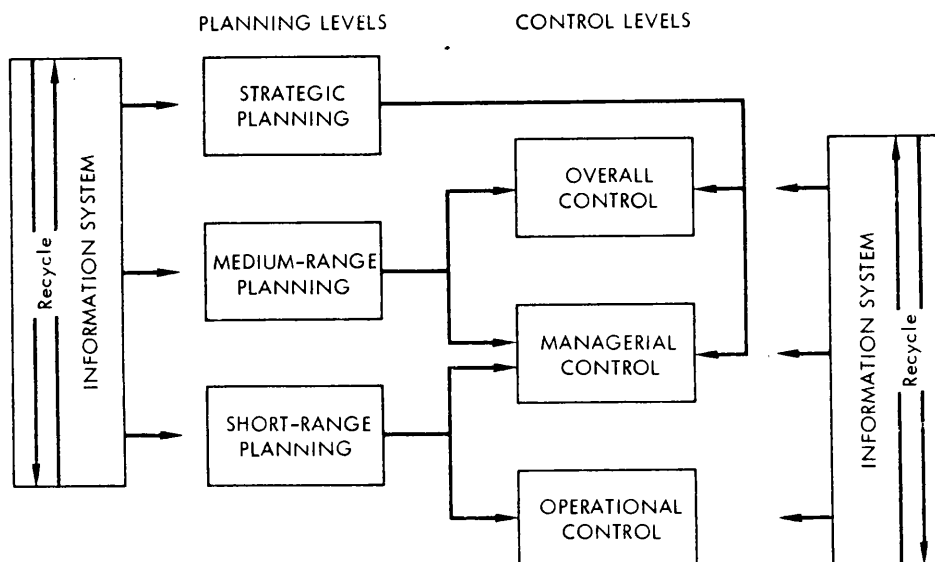 PLANNING LEVELS
CONTROL LEVELS
STRATEGIC
PLANNING
OVERALL
CONTROL
MEDIUM-RANGE
PLANNING
MANAGERIAL
CONTROL
SHORT-RANGE
PLANNING
OPERATIONAL
CONTROL
Recycle
INFORMATION SYSTEM
INFORMATION SYSTEM
Recycle